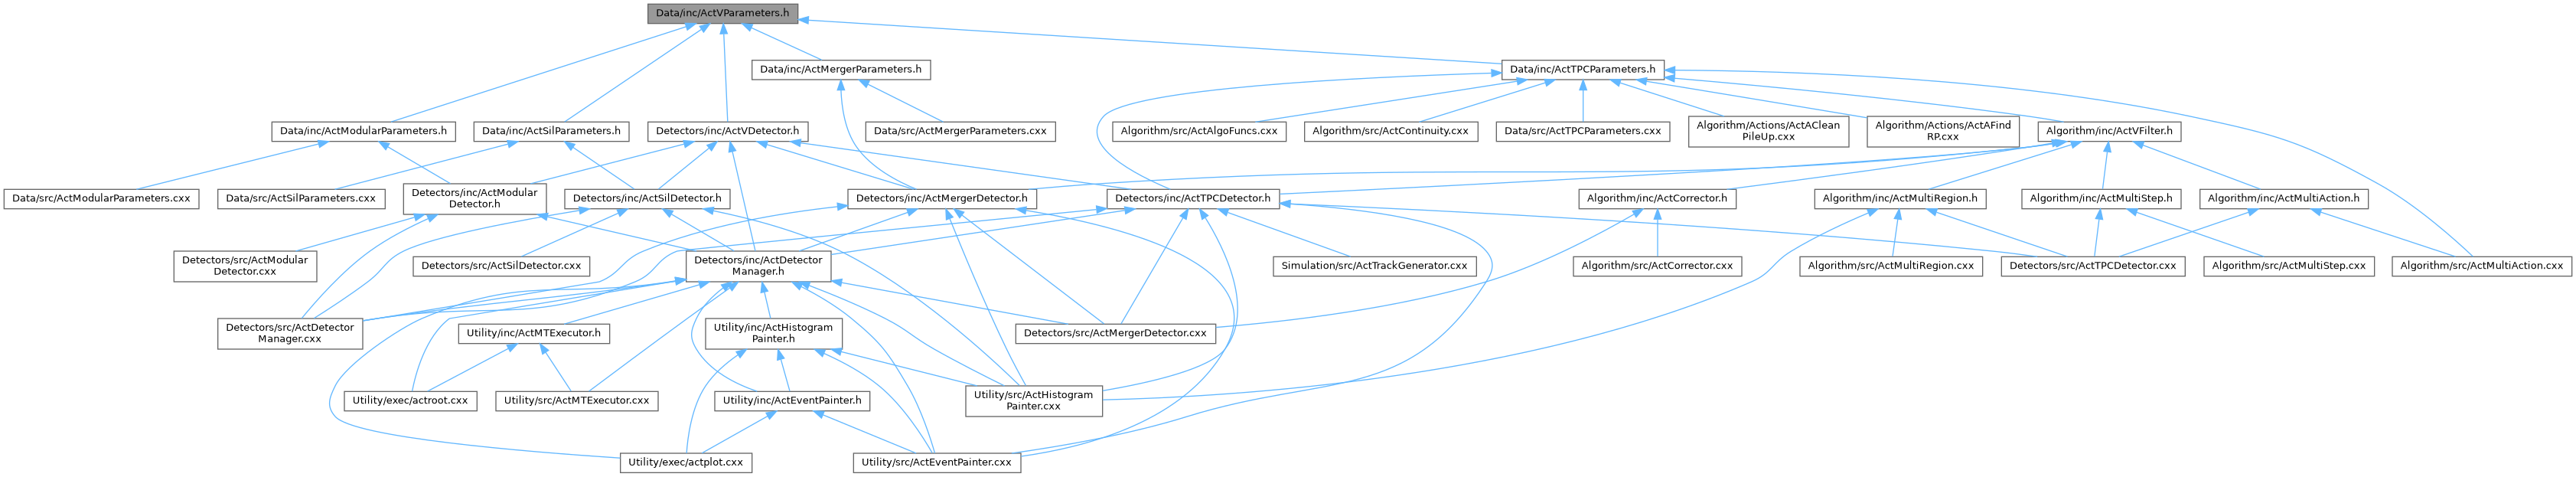 Data/inc/ActVParameters.h
Data/inc/ActMergerParameters.h
Data/inc/ActTPCParameters.h
Data/inc/ActModularParameters.h
Data/inc/ActSilParameters.h
Detectors/inc/ActVDetector.h
Data/src/ActMergerParameters.cxx
Algorithm/src/ActAlgoFuncs.cxx
Algorithm/src/ActContinuity.cxx
Data/src/ActTPCParameters.cxx
Algorithm/Actions/ActAClean
PileUp.cxx
Algorithm/Actions/ActAFind
RP.cxx
Algorithm/inc/ActVFilter.h
Data/src/ActModularParameters.cxx
Data/src/ActSilParameters.cxx
Detectors/inc/ActModular
Detector.h
Detectors/inc/ActSilDetector.h
Detectors/inc/ActMergerDetector.h
Detectors/inc/ActTPCDetector.h
Algorithm/inc/ActCorrector.h
Algorithm/inc/ActMultiRegion.h
Algorithm/inc/ActMultiStep.h
Algorithm/inc/ActMultiAction.h
Detectors/src/ActModular
Detector.cxx
Detectors/src/ActSilDetector.cxx
Detectors/inc/ActDetector
Manager.h
Simulation/src/ActTrackGenerator.cxx
Algorithm/src/ActCorrector.cxx
Algorithm/src/ActMultiRegion.cxx
Detectors/src/ActTPCDetector.cxx
Algorithm/src/ActMultiStep.cxx
Algorithm/src/ActMultiAction.cxx
Detectors/src/ActDetector
Manager.cxx
Utility/inc/ActMTExecutor.h
Utility/inc/ActHistogram
Painter.h
Detectors/src/ActMergerDetector.cxx
Utility/exec/actroot.cxx
Utility/src/ActMTExecutor.cxx
Utility/inc/ActEventPainter.h
Utility/src/ActHistogram
Painter.cxx
Utility/exec/actplot.cxx
Utility/src/ActEventPainter.cxx